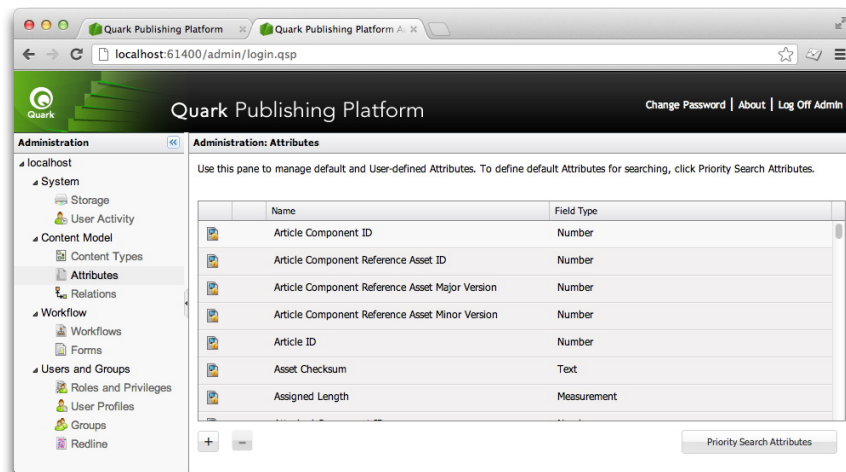 Quark Publishing Platform
Quark Publishing Platform A
localhost:61400/admin/login.qsp
Quark
Quark Publishing Platform
Change Password | About | Log Off Admin
Administration
Administration: Attributes
localhost
System
Storage
User Activity
Content Model
Content Types
Attributes
Relations
Workflow
Workflows
Forms
Users and Groups
Roles and Privileges
User Profiles
Groups
Redline
Use this pane to manage default and User-defined Attributes. To define default Attributes for searching, click Priority Search Attributes.
Name Field Type
Article Component ID Number
Article Component Reference Asset ID Number
Article Component Reference Asset Major Version Number
Article Component Reference Asset Minor Version Number
Article ID Number
Asset Checksum Text
Assigned Length Measurement
Priority Search Attributes